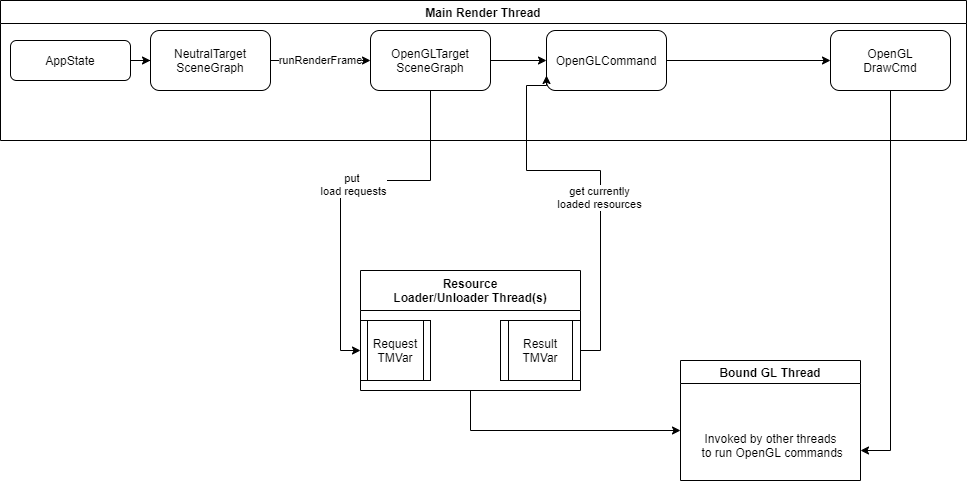 Main Render Thread
AppState
NeutralTarget
SceneGraph
runRenderFrame
OpenGLTarget
SceneGraph
OpenGLCommand
OpenGL
DrawCmd
put
load requests
get currently
loaded resources
Resource
Loader/Unloader Thread(s)
Request
TMVar
Result
TMVar
Bound GL Thread
Invoked by other threads
to run OpenGL commands